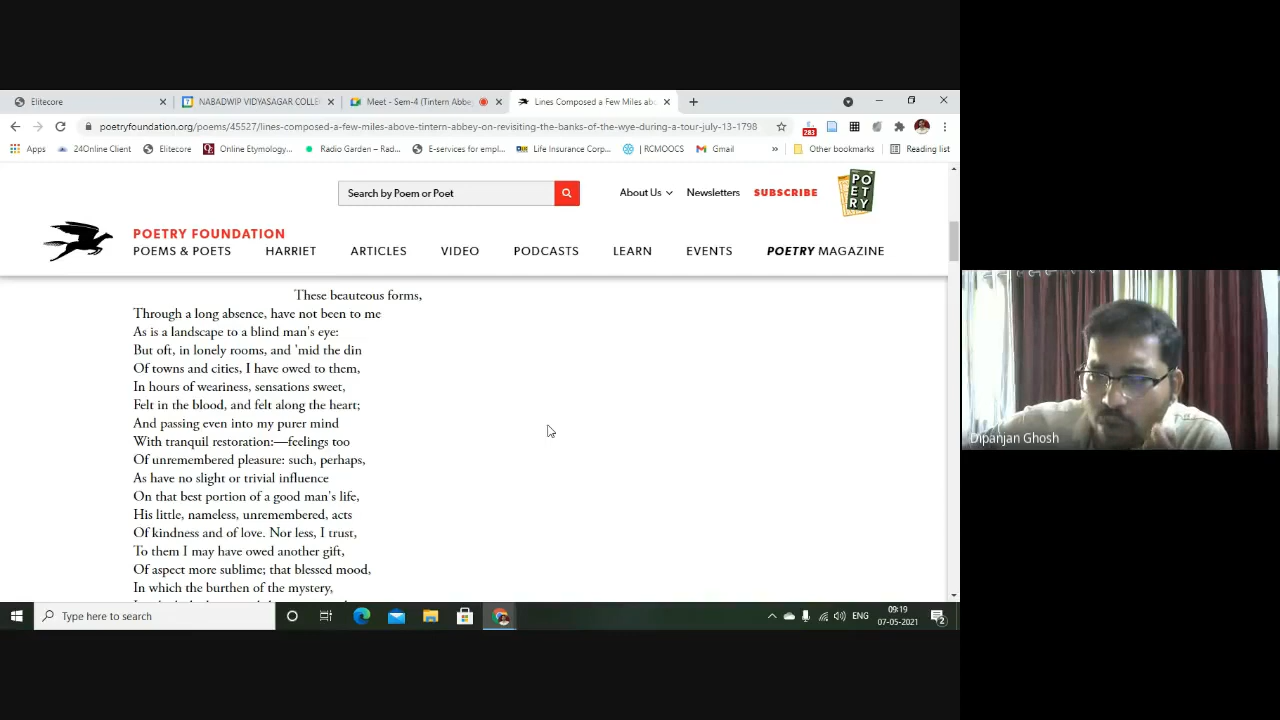 Elitecore
NABADWIP VIDYASAGAR COLLE
Meet - Sem-4 (Tintern Abbe
Lines Composed a Few Miles abo
poetryfoundation.org/poems/45527/lines-composed-a-few-miles-above-tintern-abbey-on-revisiting-the-banks-of-the-wye-during-a-tour-july-13-1798
283
Apps 24Online Client Elitecore Online Etymology... Radio Garden – Rad... E-services for empl... Life Insurance Corp... | RCMOOCS Gmail » Other bookmarks Reading list
Search by Poem or Poet
About Us Newsletters SUBSCRIBE
PO
ET
RY
POETRY FOUNDATION
POEMS & POETS HARRIET ARTICLES VIDEO PODCASTS LEARN EVENTS POETRY MAGAZINE
These beauteous forms,
Through a long absence, have not been to me
As is a landscape to a blind man's eye:
But oft, in lonely rooms, and 'mid the din
Of towns and cities, I have owed to them,
In hours of weariness, sensations sweet,
Felt in the blood, and felt along the heart;
And passing even into my purer mind
With tranquil restoration:—feelings too
Of unremembered pleasure: such, perhaps,
As have no slight or trivial influence
On that best portion of a good man's life,
His little, nameless, unremembered, acts
Of kindness and of love. Nor less, I trust,
To them I may have owed another gift,
Of aspect more sublime; that blessed mood,
In which the burthen of the mystery,
Dipanjan Ghosh
Type here to search
ENG
09:19
07-05-2021
2